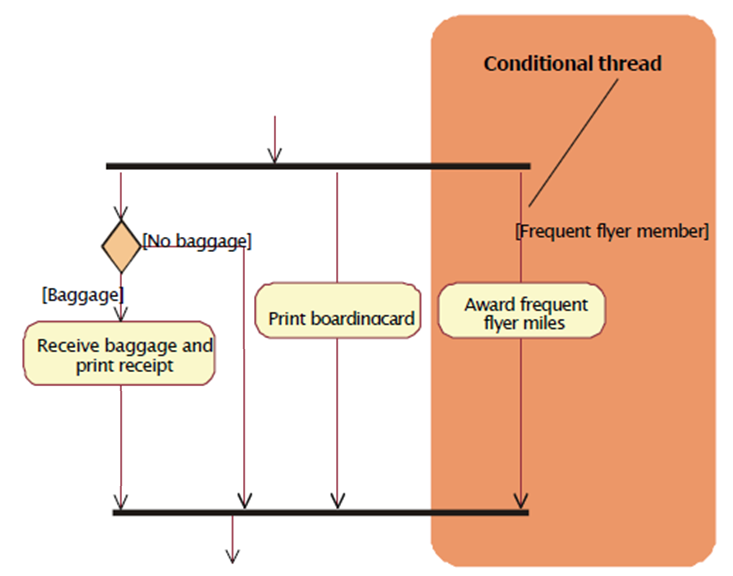 Conditional thread
[No baggage]
[Frequent flyer member]
[Baggage]
Print boardingcard
Award frequent
flyer miles
Receive baggage and
print receipt